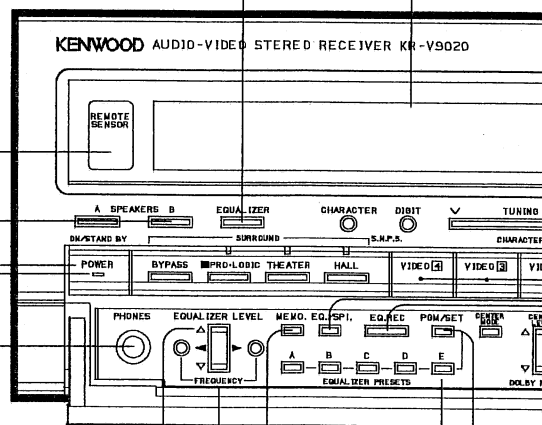 KENWOOD AUDIO-VIDEO STEREO RECEIVER KR-V9020
REMOTE
SENSOR
A SPEAKERS B EQUALIZER CHARACTER DIGIT TUNING
ON/STAND BY SURROUND S.N.P.S. CHARACTER
POWER BYPASS PRO·LOGIC THEATER HALL VIDEO 4 VIDEO 3 VI
PHONES EQUALIZER LEVEL MEMO. EQ./SPI. EQ.REC PGM/SET CENTER
MODE
A B C D E
FREQUENCY EQUALIZER PRESETS DOLBY